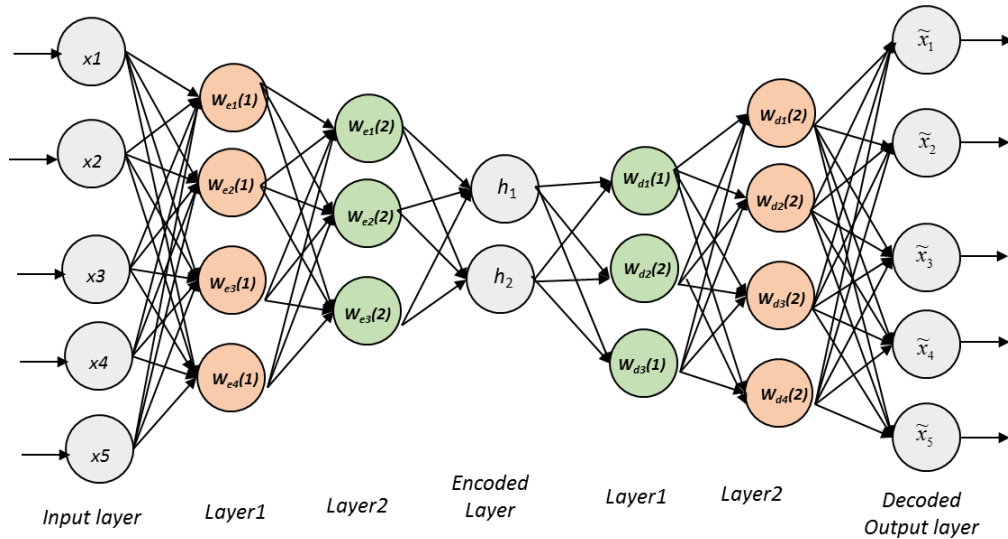 x1
x2
x3
x4
x5
We1(1)
We2(1)
We3(1)
We4(1)
We1(2)
We2(2)
We3(2)
h1
h2
Wd1(1)
Wd2(2)
Wd3(1)
Wd1(2)
Wd2(2)
Wd3(2)
Wd4(2)
x̃1
x̃2
x̃3
x̃4
x̃5
Input layer
Layer1
Layer2
Encoded
Layer
Layer1
Layer2
Decoded
Output layer